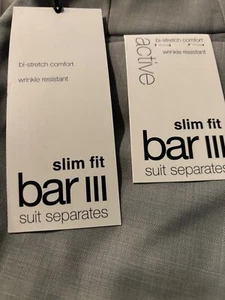 bi-stretch comfort
wrinkle resistant
slim fit
bar III
suit separates
active
bi-stretch comfort
wrinkle resistant
slim fit
bar III
suit separates